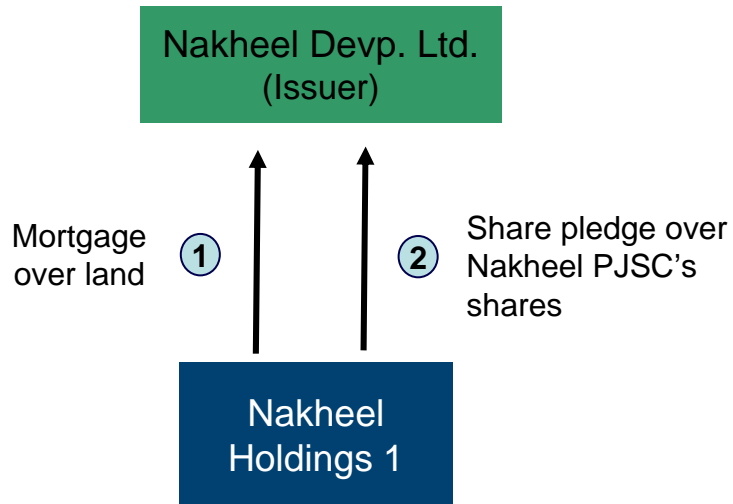 Nakheel Devp. Ltd.
(Issuer)
Mortgage
over land
1
2
Share pledge over
Nakheel PJSC’s
shares
Nakheel
Holdings 1